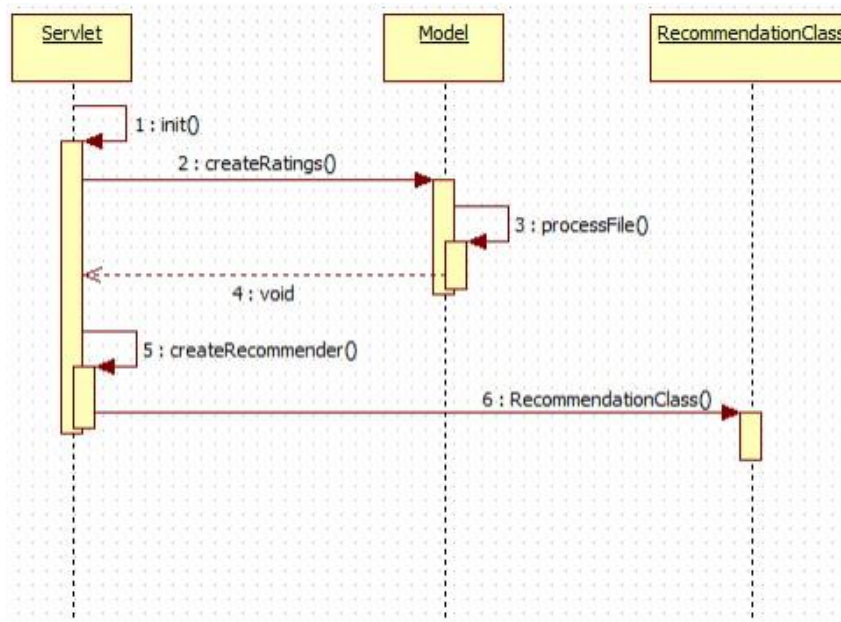 Servlet
Model
RecommendationClass
1 : init()
2 : createRatings()
3 : processFile()
4 : void
5 : createRecommender()
6 : RecommendationClass()